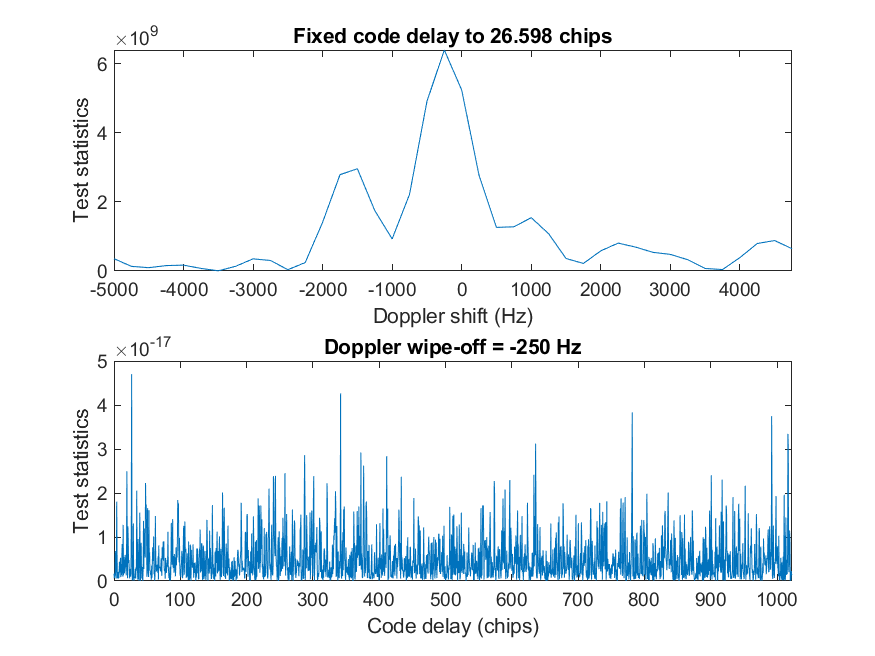 ×10^9
Fixed code delay to 26.598 chips
Test statistics
6
4
2
0
-5000 -4000 -3000 -2000 -1000 0 1000 2000 3000 4000
Doppler shift (Hz)
×10^-17
Doppler wipe-off = -250 Hz
Test statistics
5
4
3
2
1
0
0 100 200 300 400 500 600 700 800 900 1000
Code delay (chips)